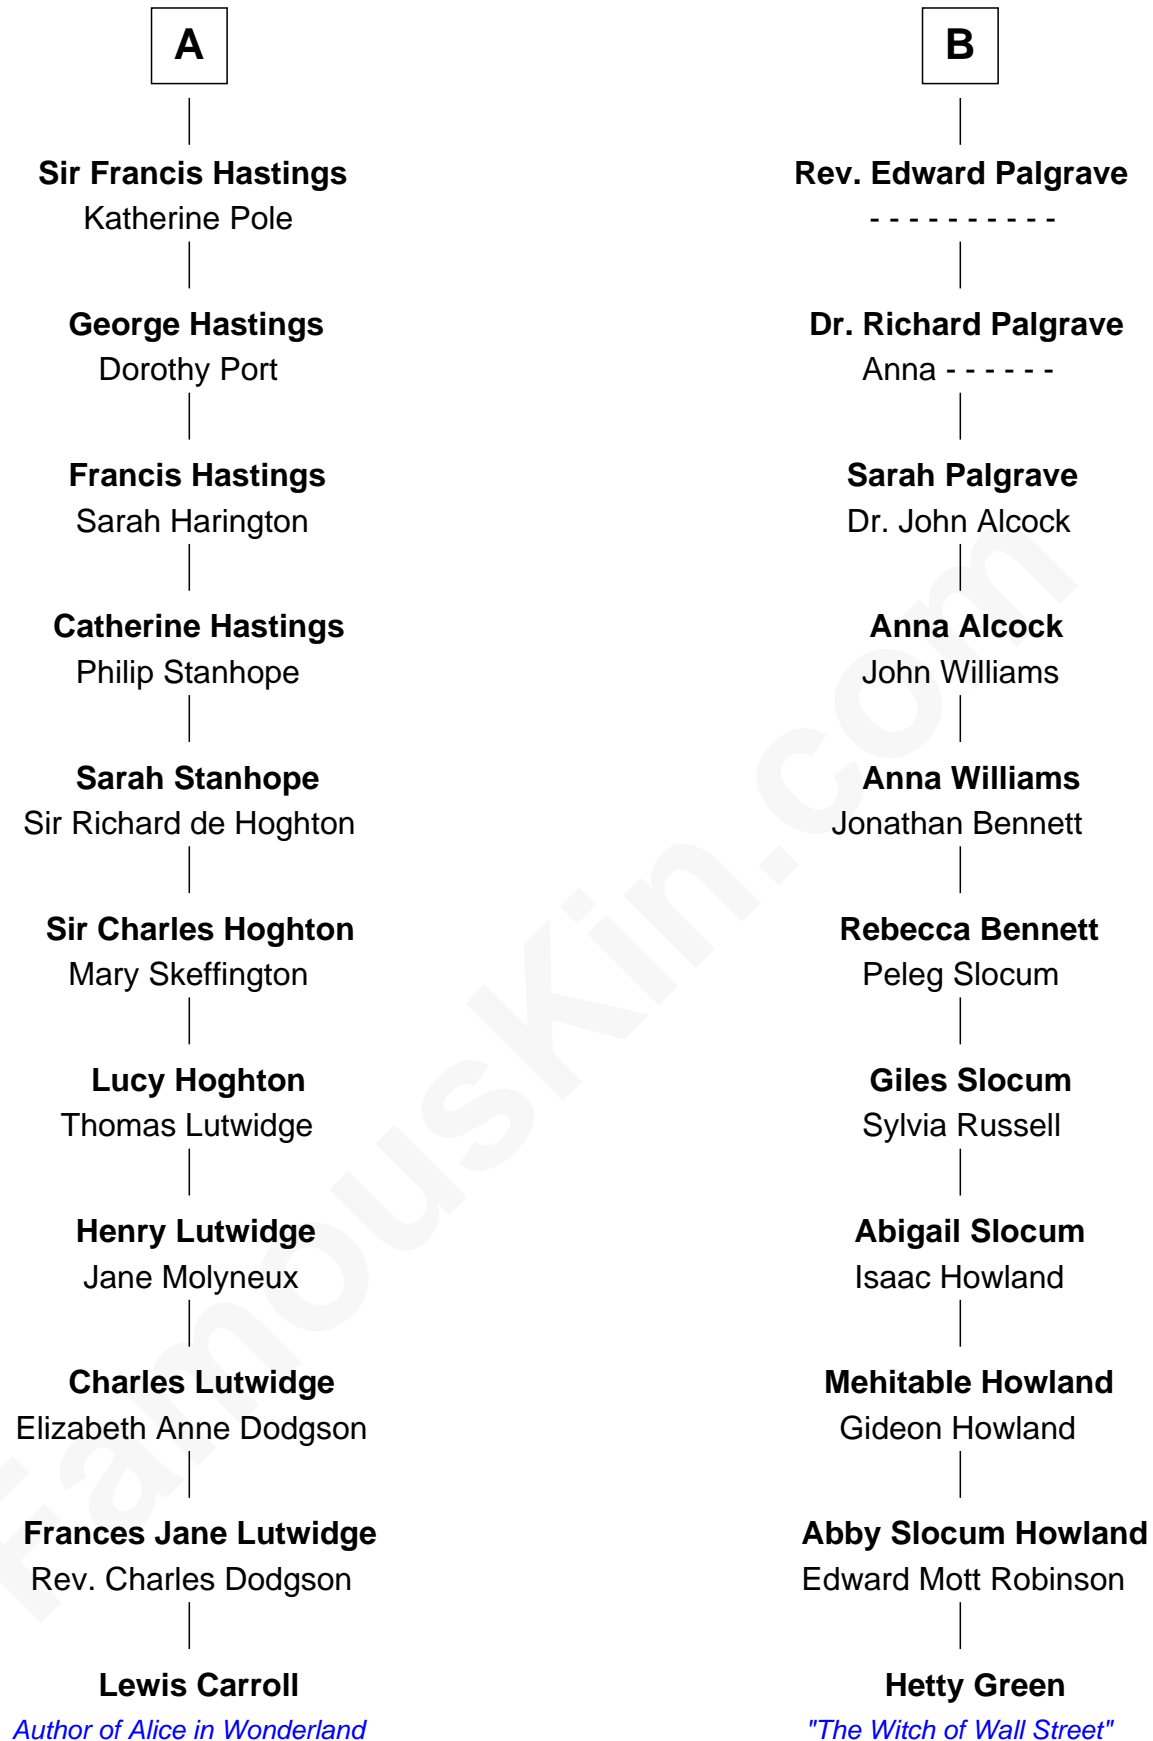 A
Sir Francis Hastings
Katherine Pole
George Hastings
Dorothy Port
Francis Hastings
Sarah Harington
Catherine Hastings
Philip Stanhope
Sarah Stanhope
Sir Richard de Hoghton
Sir Charles Hoghton
Mary Skeffington
Lucy Hoghton
Thomas Lutwidge
Henry Lutwidge
Jane Molyneux
Charles Lutwidge
Elizabeth Anne Dodgson
Frances Jane Lutwidge
Rev. Charles Dodgson
Lewis Carroll
Author of Alice in Wonderland
B
Rev. Edward Palgrave
- - - - - - - - - -
Dr. Richard Palgrave
Anna - - - - - -
Sarah Palgrave
Dr. John Alcock
Anna Alcock
John Williams
Anna Williams
Jonathan Bennett
Rebecca Bennett
Peleg Slocum
Giles Slocum
Sylvia Russell
Abigail Slocum
Isaac Howland
Mehitable Howland
Gideon Howland
Abby Slocum Howland
Edward Mott Robinson
Hetty Green
"The Witch of Wall Street"
FamousKin.com